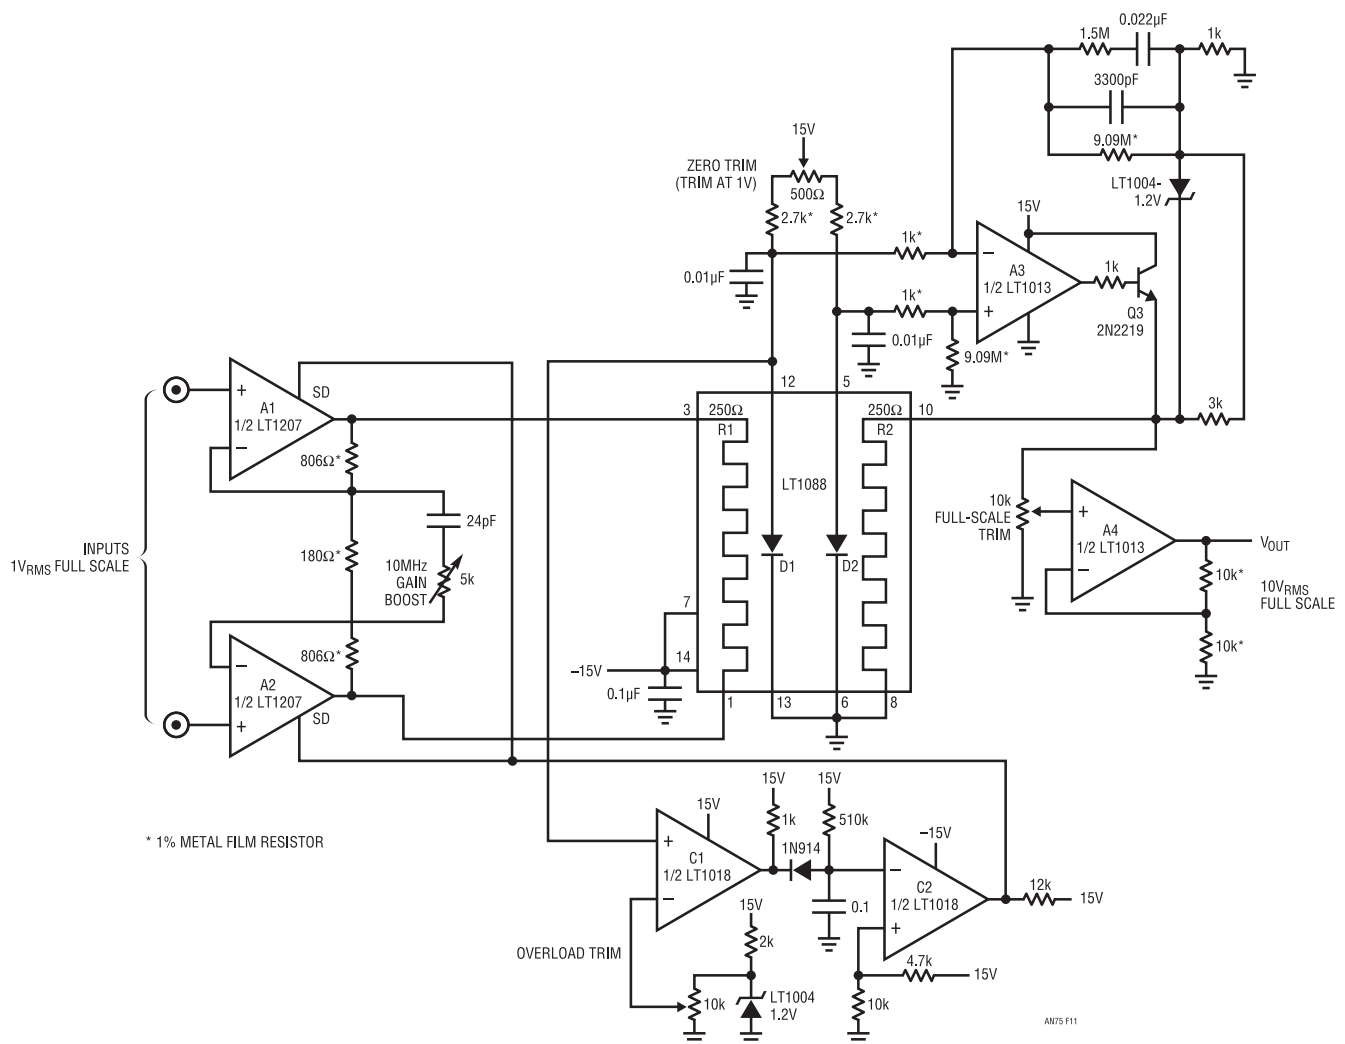 0.022µF
1.5M
1k
3300pF
15V
9.09M*
ZERO TRIM
(TRIM AT 1V)
500Ω
LT1004-
1.2V
2.7k*
2.7k*
15V
1k*
–
A3
1/2 LT1013
1k
0.01µF
1k*
+
Q3
2N2219
0.01µF
9.09M*
12
5
SD
+
A1
1/2 LT1207
–
3
250Ω
R1
250Ω
R2
10
3k
806Ω*
LT1088
24pF
10k
FULL-SCALE
TRIM
+
A4
1/2 LT1013
–
VOUT
INPUTS
1VRMS FULL SCALE
180Ω*
10MHz
GAIN
BOOST
5k
D1
D2
10k*
10VRMS
FULL SCALE
7
806Ω*
–
A2
1/2 LT1207
+
SD
14
–15V
0.1µF
10k*
1
13
6
8
15V
15V
15V
1k
510k
–15V
* 1% METAL FILM RESISTOR
+
C1
1/2 LT1018
–
1N914
–
C2
1/2 LT1018
+
12k
15V
0.1
15V
OVERLOAD TRIM
2k
4.7k
15V
10k
LT1004
1.2V
10k
AN75 F11